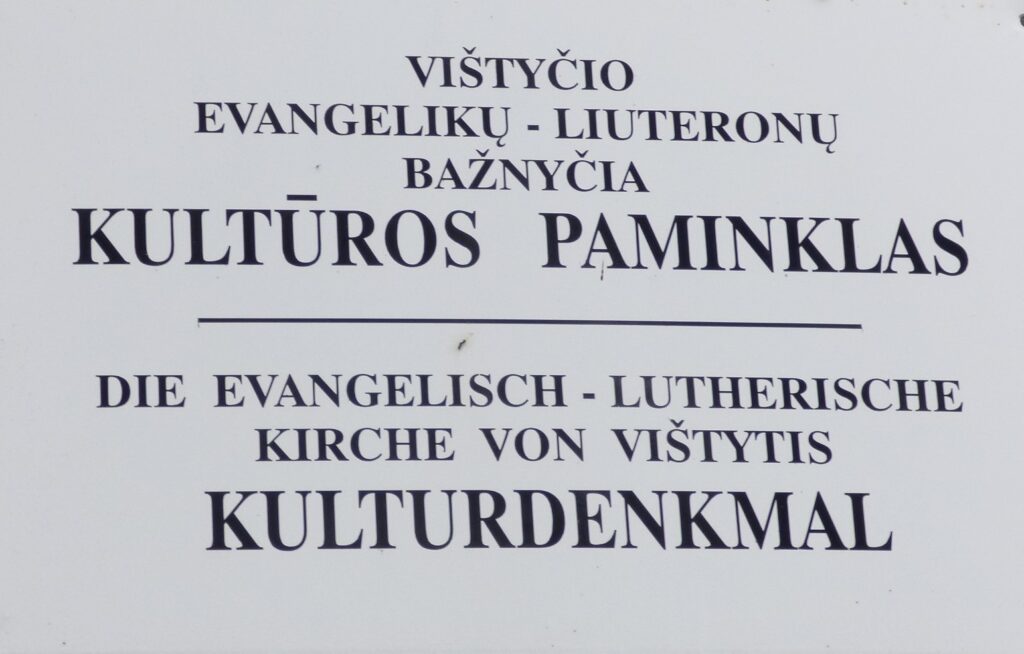 VIŠTYČIO
EVANGELIKŲ - LIUTERONŲ
BAŽNYČIA
KULTŪROS PAMINKLAS
DIE EVANGELISCH - LUTHERISCHE
KIRCHE VON VIŠTYTIS
KULTURDENKMAL